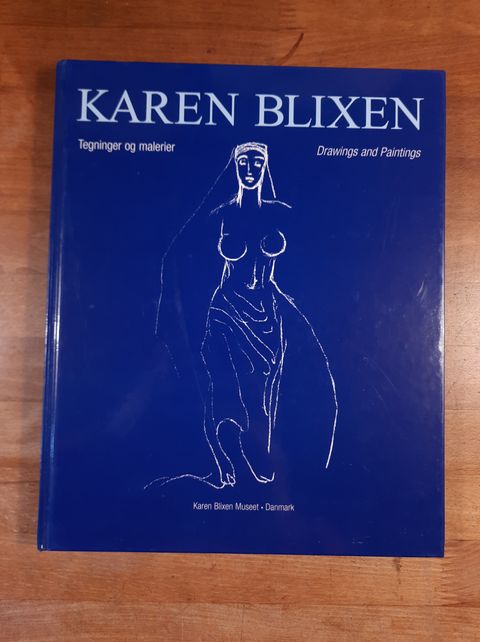 KAREN BLIXEN
Tegninger og malerier
Drawings and Paintings
Karen Blixen Museet • Danmark